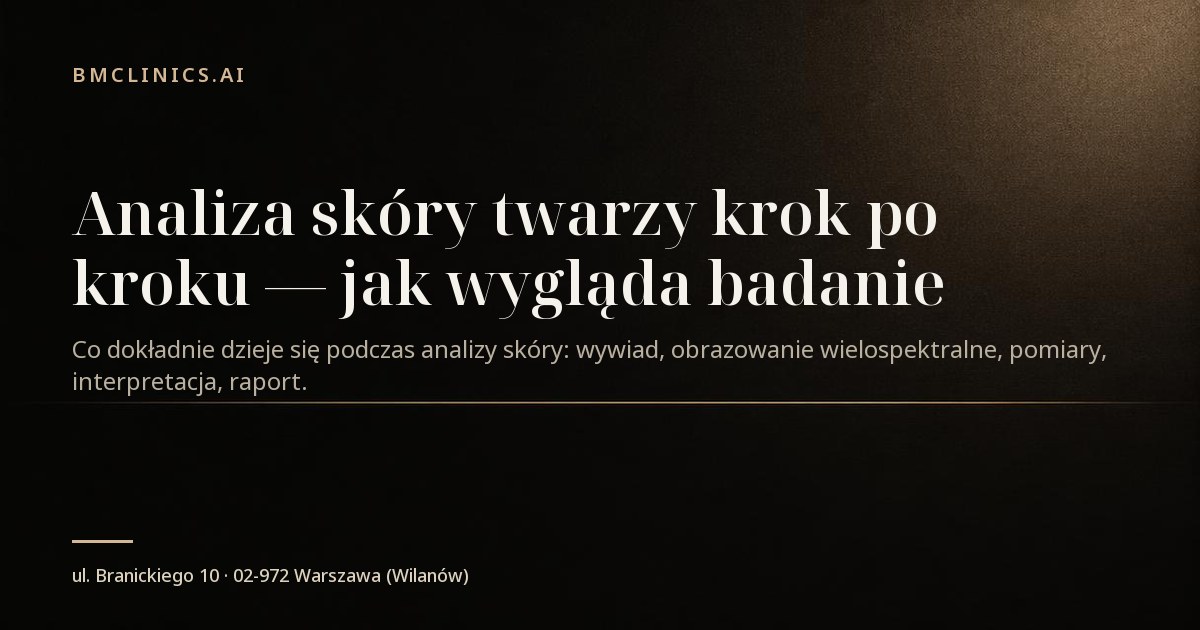 BMCLINICS.AI
Analiza skóry twarzy krok po
kroku — jak wygląda badanie
Co dokładnie dzieje się podczas analizy skóry: wywiad, obrazowanie wielospektralne, pomiary,
interpretacja, raport.
ul. Branickiego 10 · 02-972 Warszawa (Wilanów)